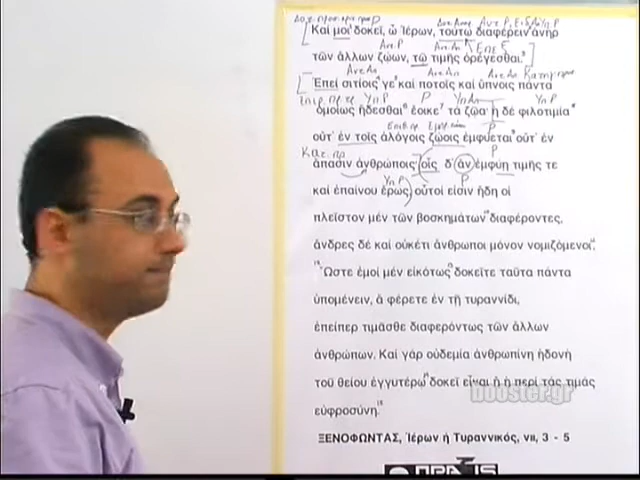 Καί μοι δοκεῖ, ὦ Ἱέρων, τούτῳ διαφέρειν ἀνὴρ
τῶν ἄλλων ζώων, τῷ τιμῆς ὀρέγεσθαι.
Ἐπεὶ σιτίοις γε καὶ ποτοῖς καὶ ὕπνοις πάντα
ὁμοίως ἥδεσθαι ἔοικε τὰ ζῷα· ἡ δὲ φιλοτιμία
οὔτ' ἐν τοῖς ἀλόγοις ζῴοις ἐμφύεται οὔτ' ἐν
ἅπασιν ἀνθρώποις· οἷς δ' ἂν ἐμφύῃ τιμῆς τε
καὶ ἐπαίνου ἔρως, οὗτοί εἰσιν ἤδη οἱ
πλεῖστον μὲν τῶν βοσκημάτων διαφέροντες,
ἄνδρες δὲ καὶ οὐκέτι ἄνθρωποι μόνον νομιζόμενοι.
Ὥστε ἐμοὶ μὲν εἰκότως δοκεῖτε ταῦτα πάντα
ὑπομένειν, ἃ φέρετε ἐν τῇ τυραννίδι,
ἐπείπερ τιμᾶσθε διαφερόντως τῶν ἄλλων
ἀνθρώπων. Καὶ γὰρ οὐδεμία ἀνθρωπίνη ἡδονὴ
τοῦ θείου ἐγγυτέρω δοκεῖ εἶναι ἢ ἡ περὶ τὰς τιμὰς
εὐφροσύνη.
booster.gr
ΞΕΝΟΦΩΝΤΑΣ, Ἱέρων ἢ Τυραννικός, VII, 3 - 5